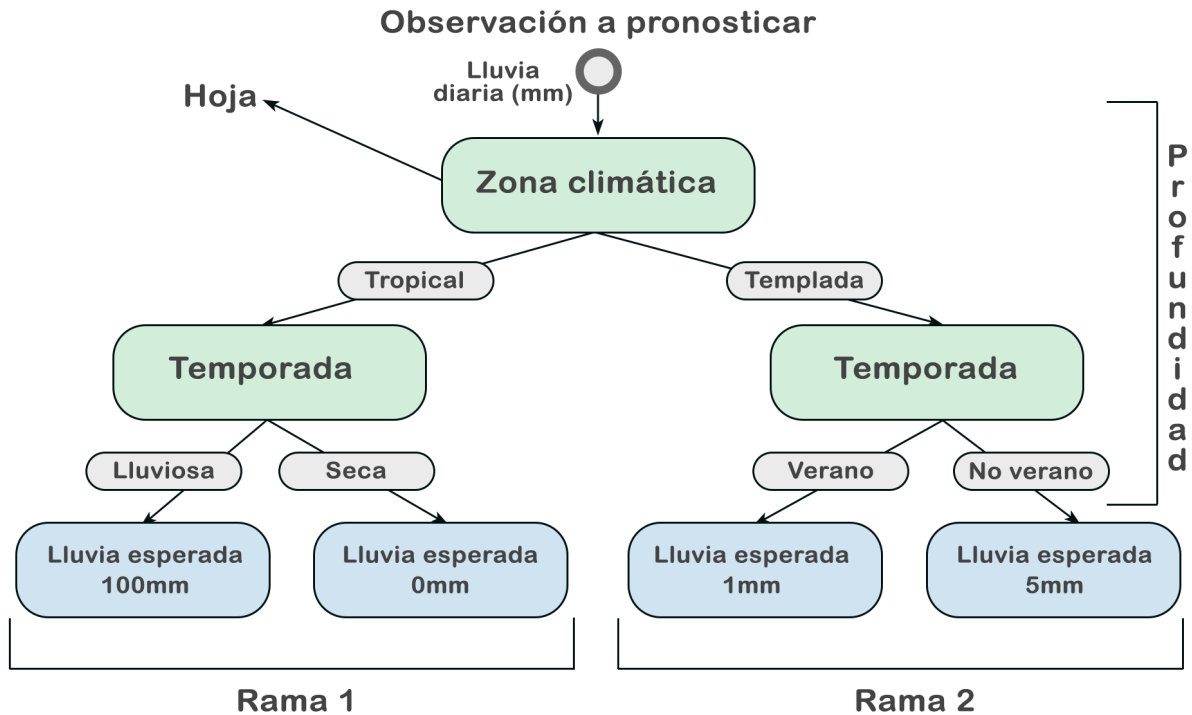 Observación a pronosticar
Lluvia
diaria (mm)
Hoja
Zona climática
Tropical
Templada
Temporada
Temporada
Lluviosa
Seca
Verano
No verano
Lluvia esperada
100mm
Lluvia esperada
0mm
Lluvia esperada
1mm
Lluvia esperada
5mm
Rama 1
Rama 2
Profundidad